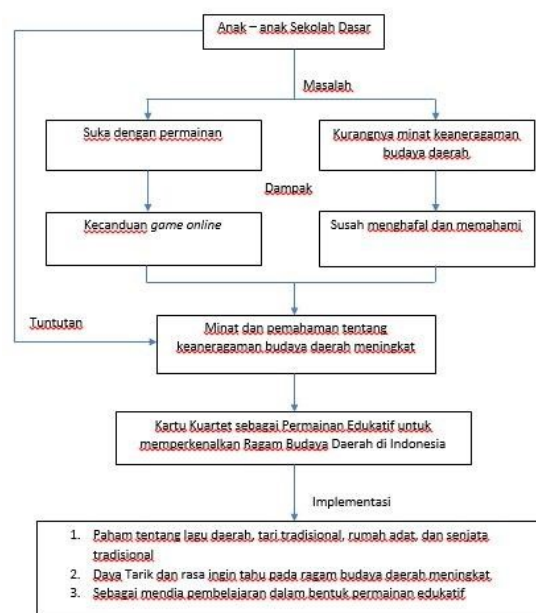 Anak – anak Sekolah Dasar
Masalah
Suka dengan permainan
Kurangnya minat keaneragaman
budaya daerah
Dampak
Kecanduan game online
Susah menghafal dan memahami
Tuntutan
Minat dan pemahaman tentang
keaneragaman budaya daerah meningkat
Kartu Kuartet sebagai Permainan Edukatif untuk
memperkenalkan Ragam Budaya Daerah di Indonesia
Implementasi
1. Paham tentang lagu daerah, tari tradisional, rumah adat, dan senjata
tradisional
2. Daya Tarik dan rasa ingin tahu pada ragam budaya daerah meningkat
3. Sebagai mendia pembelajaran dalam bentuk permainan edukatif